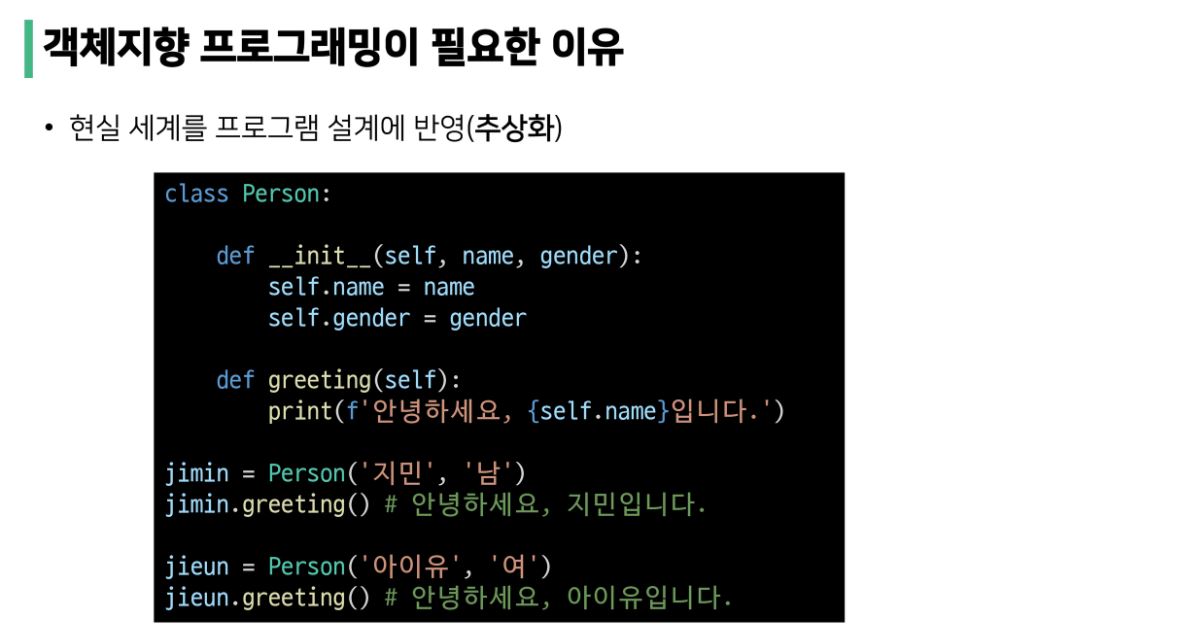 객체지향 프로그래밍이 필요한 이유
• 현실 세계를 프로그램 설계에 반영(추상화)
class Person:
    def __init__(self, name, gender):
        self.name = name
        self.gender = gender
    def greeting(self):
        print(f'안녕하세요, {self.name}입니다.')
jimin = Person('지민', '남')
jimin.greeting() # 안녕하세요, 지민입니다.
jieun = Person('아이유', '여')
jieun.greeting() # 안녕하세요, 아이유입니다.